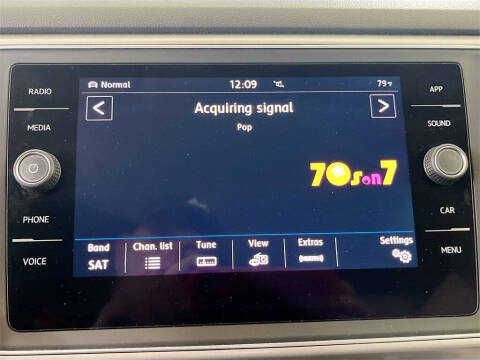 RADIO
MEDIA
PHONE
VOICE
Normal
12:09
79°F
Acquiring signal
Pop
70s on 7
Band
SAT
Chan. list
Tune
View
Extras
Settings
APP
SOUND
CAR
MENU